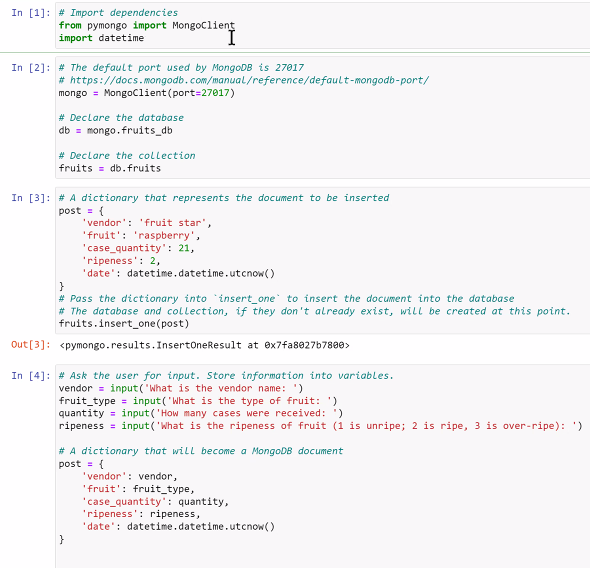 In [1]: # Import dependencies
from pymongo import MongoClient
import datetime
In [2]: # The default port used by MongoDB is 27017
# https://docs.mongodb.com/manual/reference/default-mongodb-port/
mongo = MongoClient(port=27017)

# Declare the database
db = mongo.fruits_db

# Declare the collection
fruits = db.fruits
In [3]: # A dictionary that represents the document to be inserted
post = {
    'vendor': 'fruit star',
    'fruit': 'raspberry',
    'case_quantity': 21,
    'ripeness': 2,
    'date': datetime.datetime.utcnow()
}
# Pass the dictionary into `insert_one` to insert the document into the database
# The database and collection, if they don't already exist, will be created at this point.
fruits.insert_one(post)
Out[3]: <pymongo.results.InsertOneResult at 0x7fa8027b7800>
In [4]: # Ask the user for input. Store information into variables.
vendor = input('What is the vendor name: ')
fruit_type = input('What is the type of fruit: ')
quantity = input('How many cases were received: ')
ripeness = input('What is the ripeness of fruit (1 is unripe; 2 is ripe, 3 is over-ripe): ')

# A dictionary that will become a MongoDB document
post = {
    'vendor': vendor,
    'fruit': fruit_type,
    'case_quantity': quantity,
    'ripeness': ripeness,
    'date': datetime.datetime.utcnow()
}